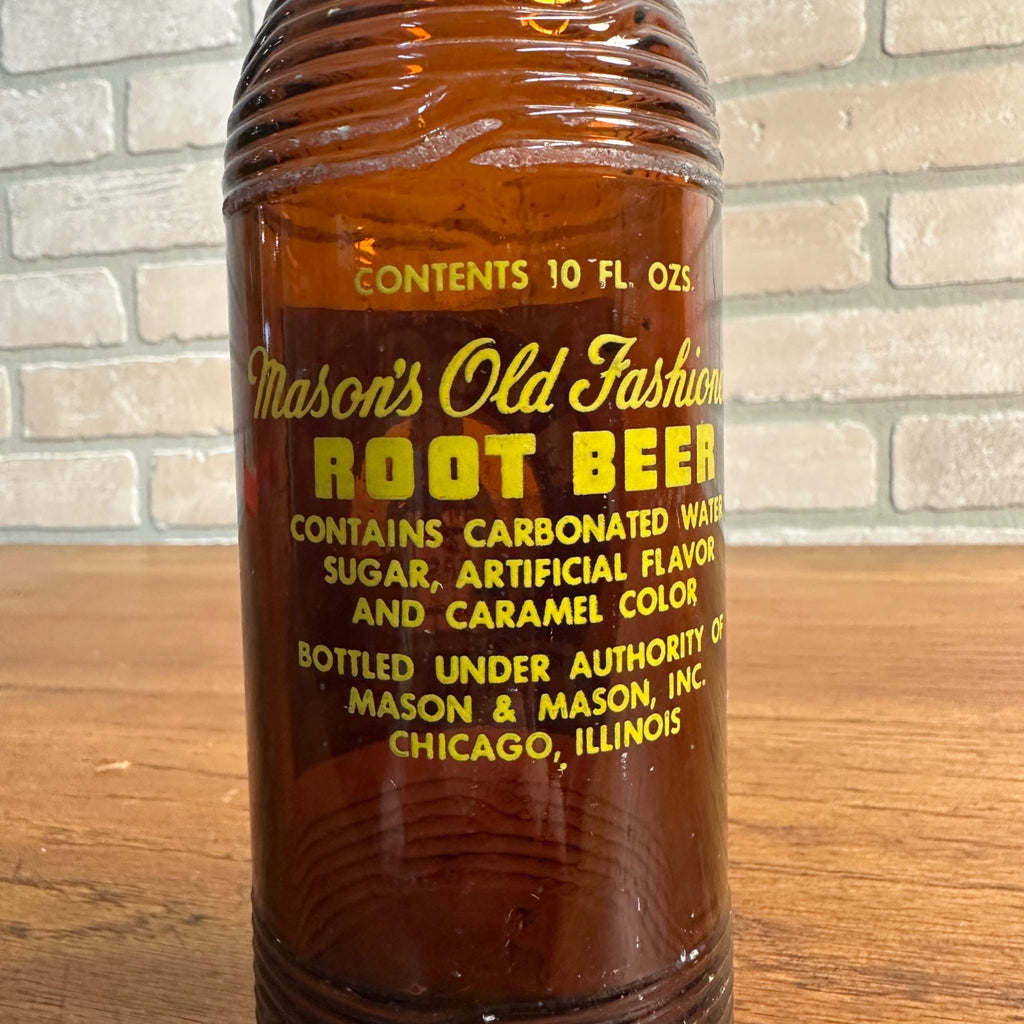 CONTENTS 10 FL. OZS.
Mason's Old Fashione
ROOT BEER
CONTAINS CARBONATED WATER
SUGAR, ARTIFICIAL FLAVOR
AND CARAMEL COLOR
BOTTLED UNDER AUTHORITY OF
MASON & MASON, INC.
CHICAGO, ILLINOIS